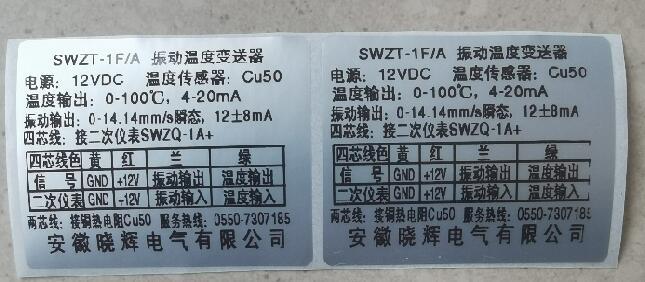 SWZT-1F/A 振动温度变送器
电源: 12VDC 温度传感器: Cu50
温度输出: 0-100℃, 4-20mA
振动输出: 0-14.14mm/s瞬态, 12±8mA
四芯线: 接二次仪表SWZQ-1A+
四芯线色 黄 红 兰 绿
信号 GND +12V 振动输出 温度输出
二次仪表 GND +12V 振动输入 温度输入
两芯线: 接铜热电阻Cu50 服务热线: 0550-7307185
安徽晓辉电气有限公司
SWZT-1F/A 振动温度变送器
电源: 12VDC 温度传感器: Cu50
温度输出: 0-100℃, 4-20mA
振动输出: 0-14.14mm/s瞬态, 12±8mA
四芯线: 接二次仪表SWZQ-1A+
四芯线色 黄 红 兰 绿
信号 GND +12V 振动输出 温度输出
二次仪表 GND +12V 振动输入 温度输入
两芯线: 接铜热电阻Cu50 服务热线: 0550-7307185
安徽晓辉电气有限公司